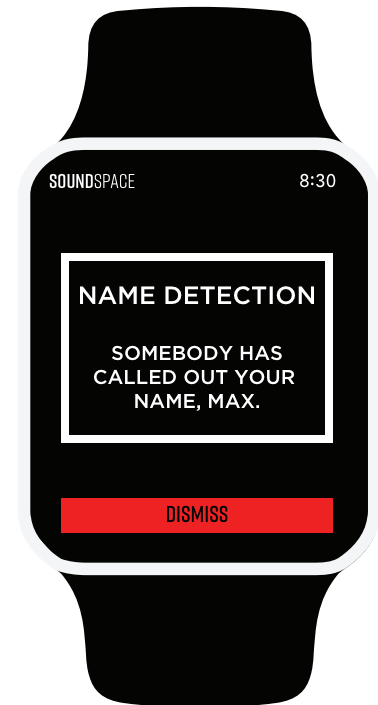 SOUNDSPACE 8:30
NAME DETECTION
SOMEBODY HAS
CALLED OUT YOUR
NAME, MAX.
DISMISS